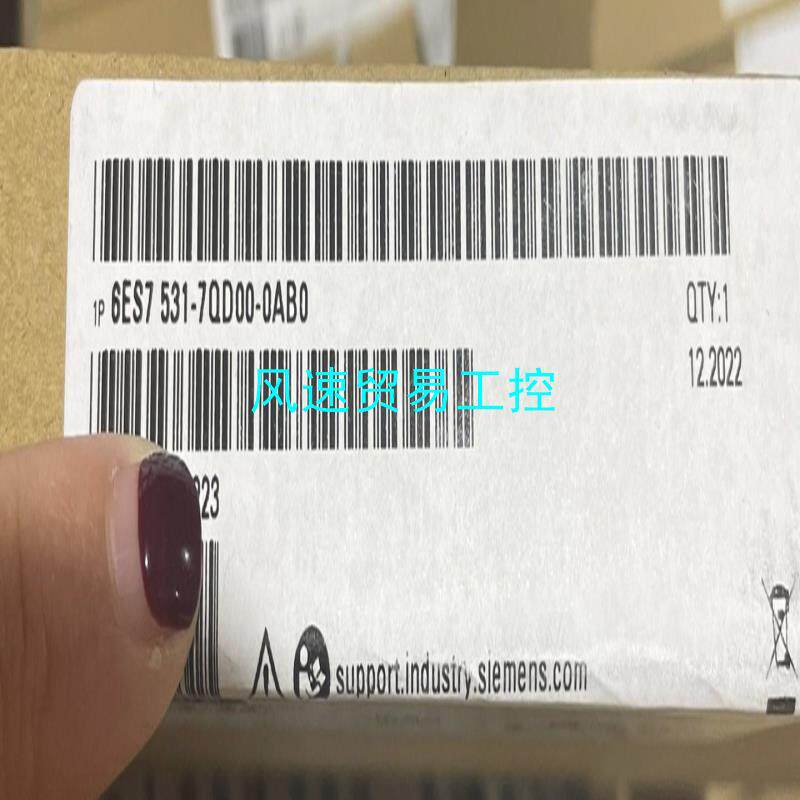 1P 6ES7 531-7QD00-0AB0
QTY:1
12.2022
风速贸易工控
223
support.industry.siemens.com